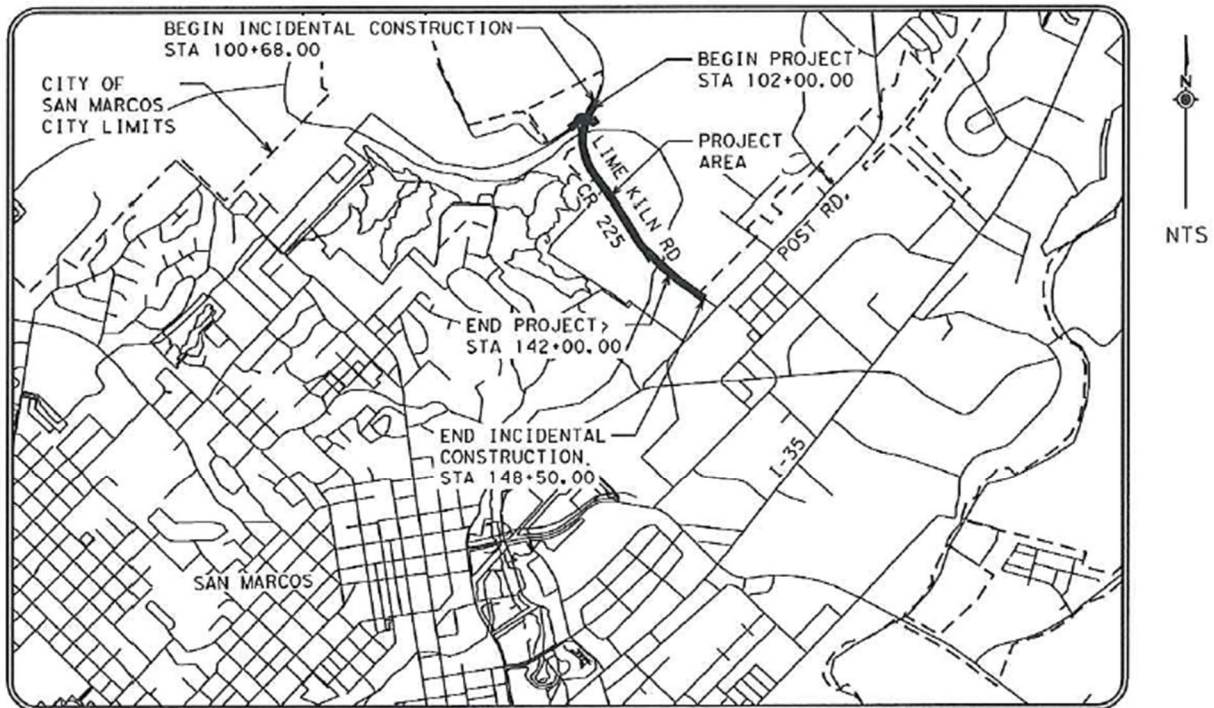 BEGIN INCIDENTAL CONSTRUCTION
STA 100+68.00
CITY OF
SAN MARCOS
CITY LIMITS
BEGIN PROJECT
STA 102+00.00
PROJECT
AREA
LIME KILN RD
CR 225
POST RD.
N
NTS
END PROJECT
STA 142+00.00
END INCIDENTAL
CONSTRUCTION
STA 148+50.00
I-35
SAN MARCOS